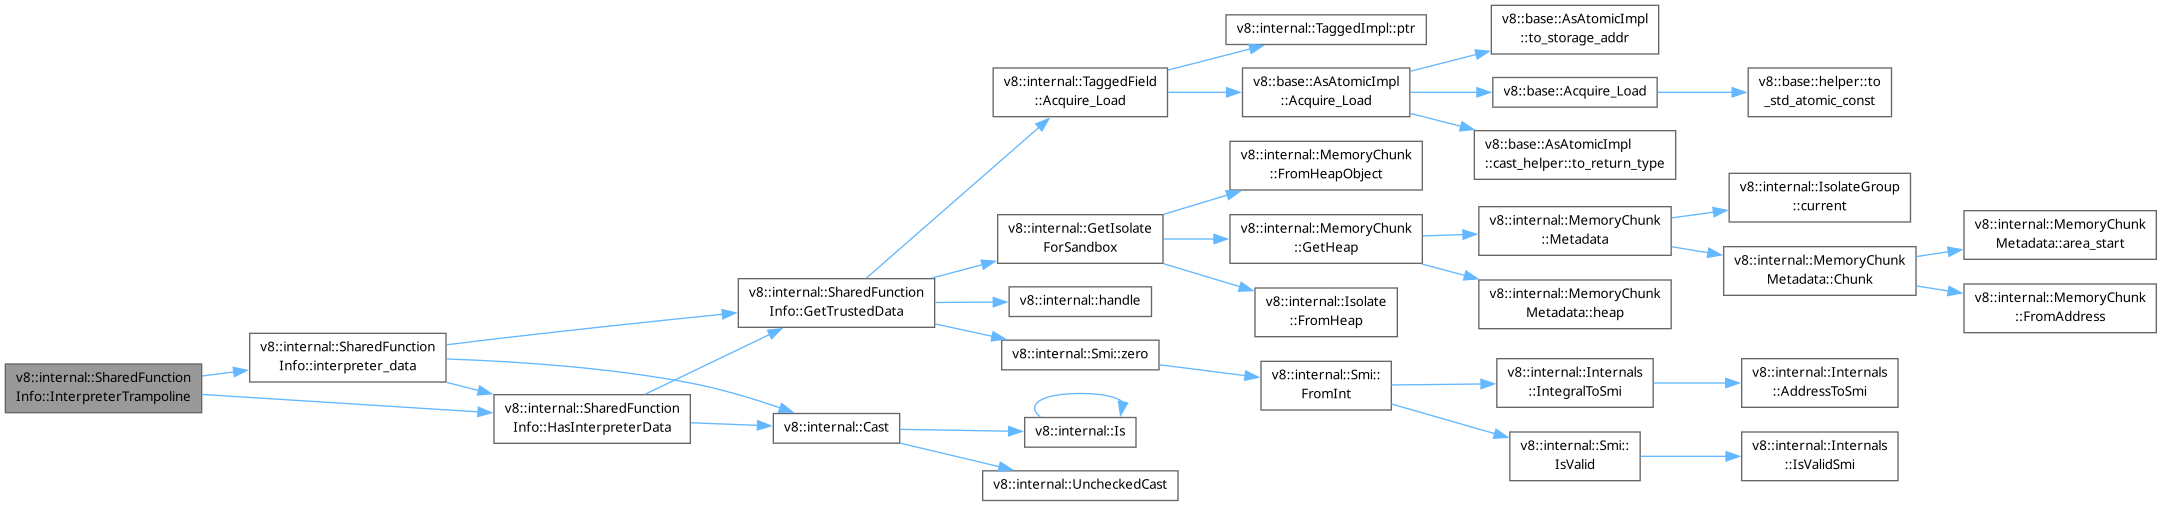 v8::internal::SharedFunction
Info::InterpreterTrampoline
v8::internal::SharedFunction
Info::interpreter_data
v8::internal::SharedFunction
Info::HasInterpreterData
v8::internal::SharedFunction
Info::GetTrustedData
v8::internal::Cast
v8::internal::TaggedField
::Acquire_Load
v8::internal::GetIsolate
ForSandbox
v8::internal::handle
v8::internal::Smi::zero
v8::internal::Is
v8::internal::UncheckedCast
v8::internal::TaggedImpl::ptr
v8::base::AsAtomicImpl
::Acquire_Load
v8::internal::MemoryChunk
::FromHeapObject
v8::internal::MemoryChunk
::GetHeap
v8::internal::Isolate
::FromHeap
v8::internal::Smi::
FromInt
v8::base::AsAtomicImpl
::to_storage_addr
v8::base::Acquire_Load
v8::base::AsAtomicImpl
::cast_helper::to_return_type
v8::internal::MemoryChunk
::Metadata
v8::internal::MemoryChunk
Metadata::heap
v8::internal::Internals
::IntegralToSmi
v8::internal::Smi::
IsValid
v8::base::helper::to
_std_atomic_const
v8::internal::IsolateGroup
::current
v8::internal::MemoryChunk
Metadata::Chunk
v8::internal::Internals
::AddressToSmi
v8::internal::Internals
::IsValidSmi
v8::internal::MemoryChunk
Metadata::area_start
v8::internal::MemoryChunk
::FromAddress